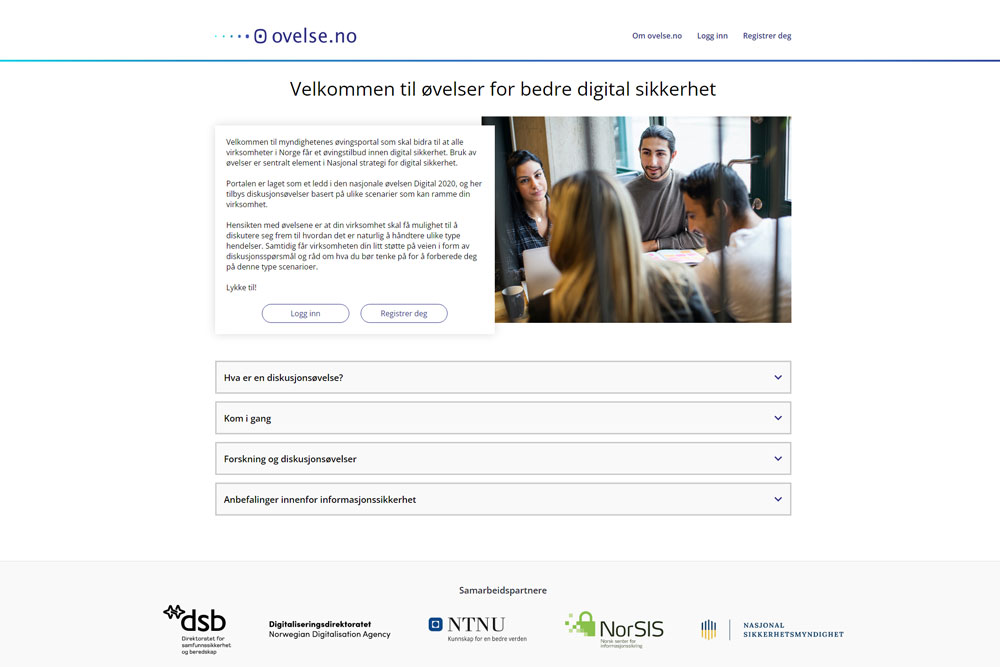 ovelse.no
Om ovelse.no Logg inn Registrer deg
Velkommen til øvelser for bedre digital sikkerhet
Velkommen til myndighetenes øvingsportal som skal bidra til at alle
virksomheter i Norge får et øvingstilbud innen digital sikkerhet. Bruk av
øvelser er sentralt element i Nasjonal strategi for digital sikkerhet.
Portalen er laget som et ledd i den nasjonale øvelsen Digital 2020, og her
tilbys diskusjonsøvelser basert på ulike scenarier som kan ramme din
virksomhet.
Hensikten med øvelsene er at din virksomhet skal få mulighet til å
diskutere seg frem til hvordan det er naturlig å håndtere ulike type
hendelser. Samtidig får virksomheten din litt støtte på veien i form av
diskusjonsspørsmål og råd om hva du bør tenke på for å forberede deg
på denne type scenarioer.
Lykke til!
Logg inn Registrer deg
Hva er en diskusjonsøvelse?
Kom i gang
Forskning og diskusjonsøvelser
Anbefalinger innenfor informasjonssikkerhet
Samarbeidspartnere
dsb
Direktoratet for
samfunnssikkerhet
og beredskap
Digitaliseringsdirektoratet
Norwegian Digitalisation Agency
NTNU
Kunnskap for en bedre verden
NorSIS
Norsk senter for
informasjonssikring
NASJONAL
SIKKERHETSMYNDIGHET